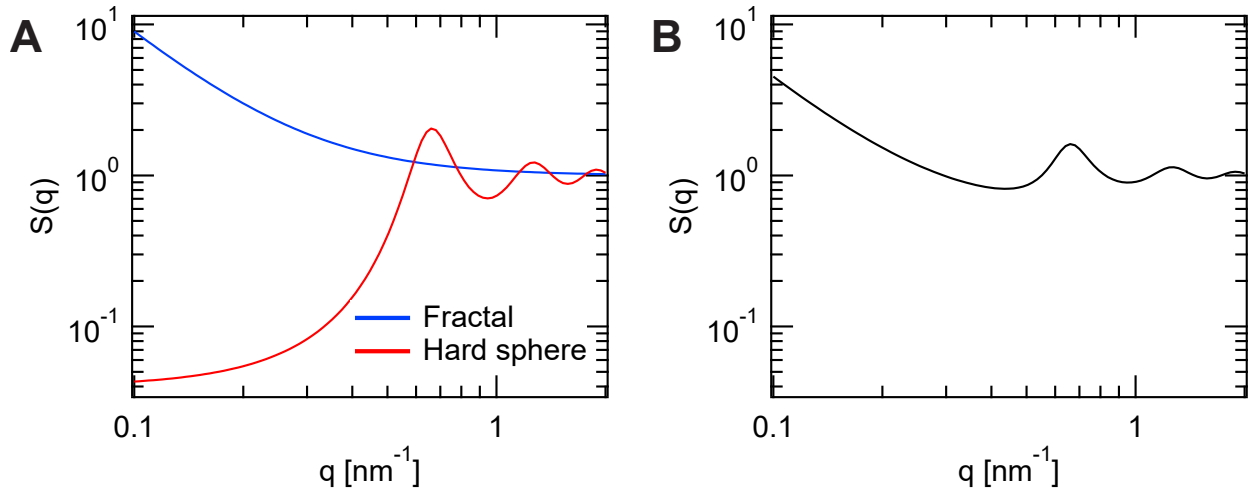 A
10^1
10^0
10^-1
S(q)
0.1
1
q [nm^-1]
Fractal
Hard sphere
B
10^1
10^0
10^-1
S(q)
0.1
1
q [nm^-1]